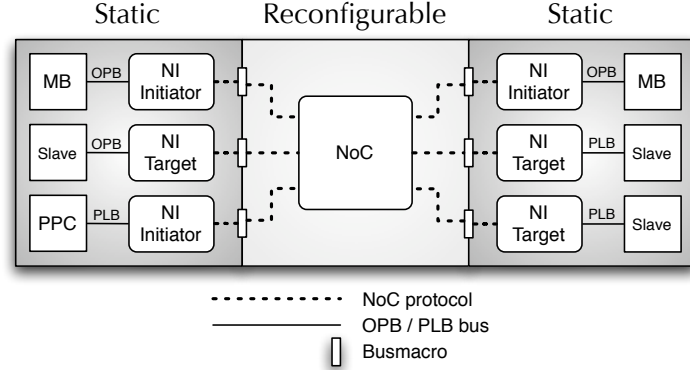 Static Reconfigurable Static
MB OPB NI Initiator NI Initiator OPB MB
Slave OPB NI Target NoC NI Target PLB Slave
PPC PLB NI Initiator NI Target PLB Slave
NoC protocol
OPB / PLB bus
Busmacro